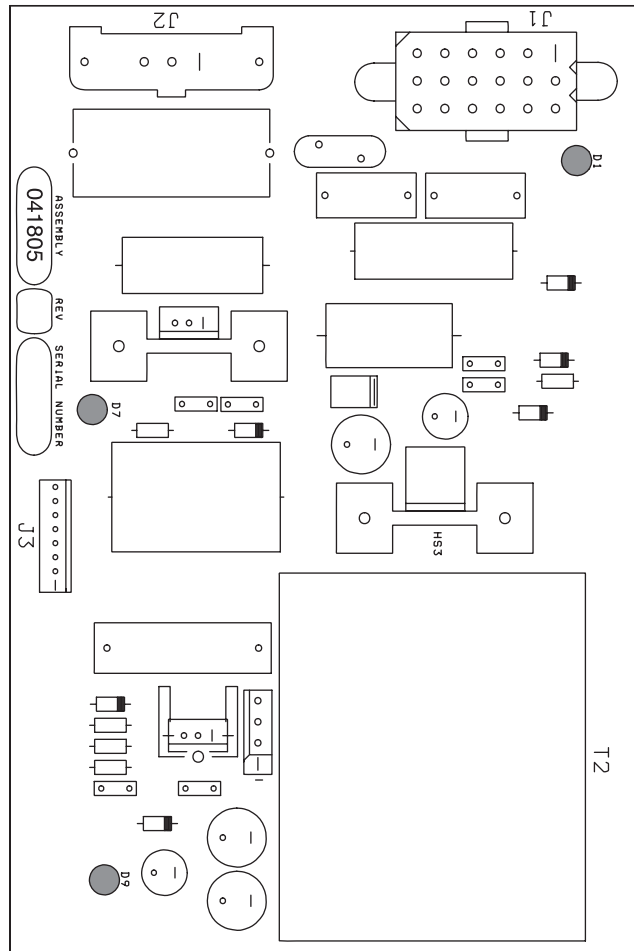 J2
J1
D1
ASSEMBLY
041805
REV
SERIAL NUMBER
D7
J3
HS3
T2
D9